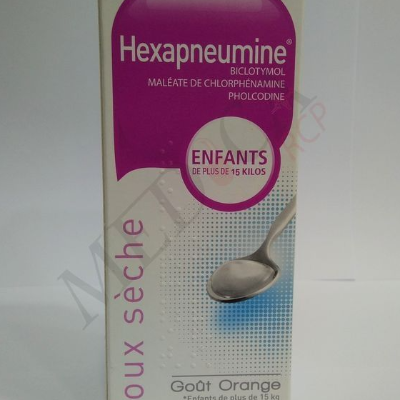 Hexapneumine®
BICLOTYMOL
MALÉATE DE CHLORPHÉNAMINE
PHOLCODINE
ENFANTS
DE PLUS DE 15 KILOS
oux sèche
Goût Orange
*Enfants de plus de 15 kg